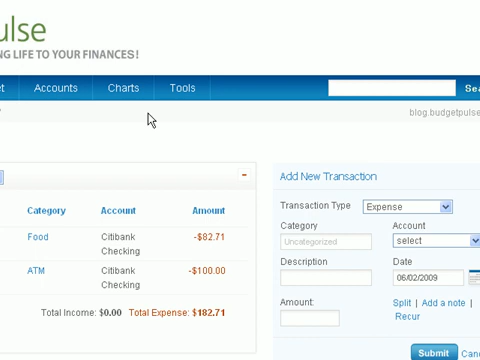 ulse
NG LIFE TO YOUR FINANCES!
et Accounts Charts Tools Sea
blog.budgetpulse
Add New Transaction
Category Account Amount
Food Citibank Checking -$82.71
ATM Citibank Checking -$100.00
Total Income: $0.00 Total Expense: $182.71
Transaction Type Expense
Category Account
Uncategorized select
Description Date
06/02/2009
Amount: Split | Add a note |
Recur
Submit Canc